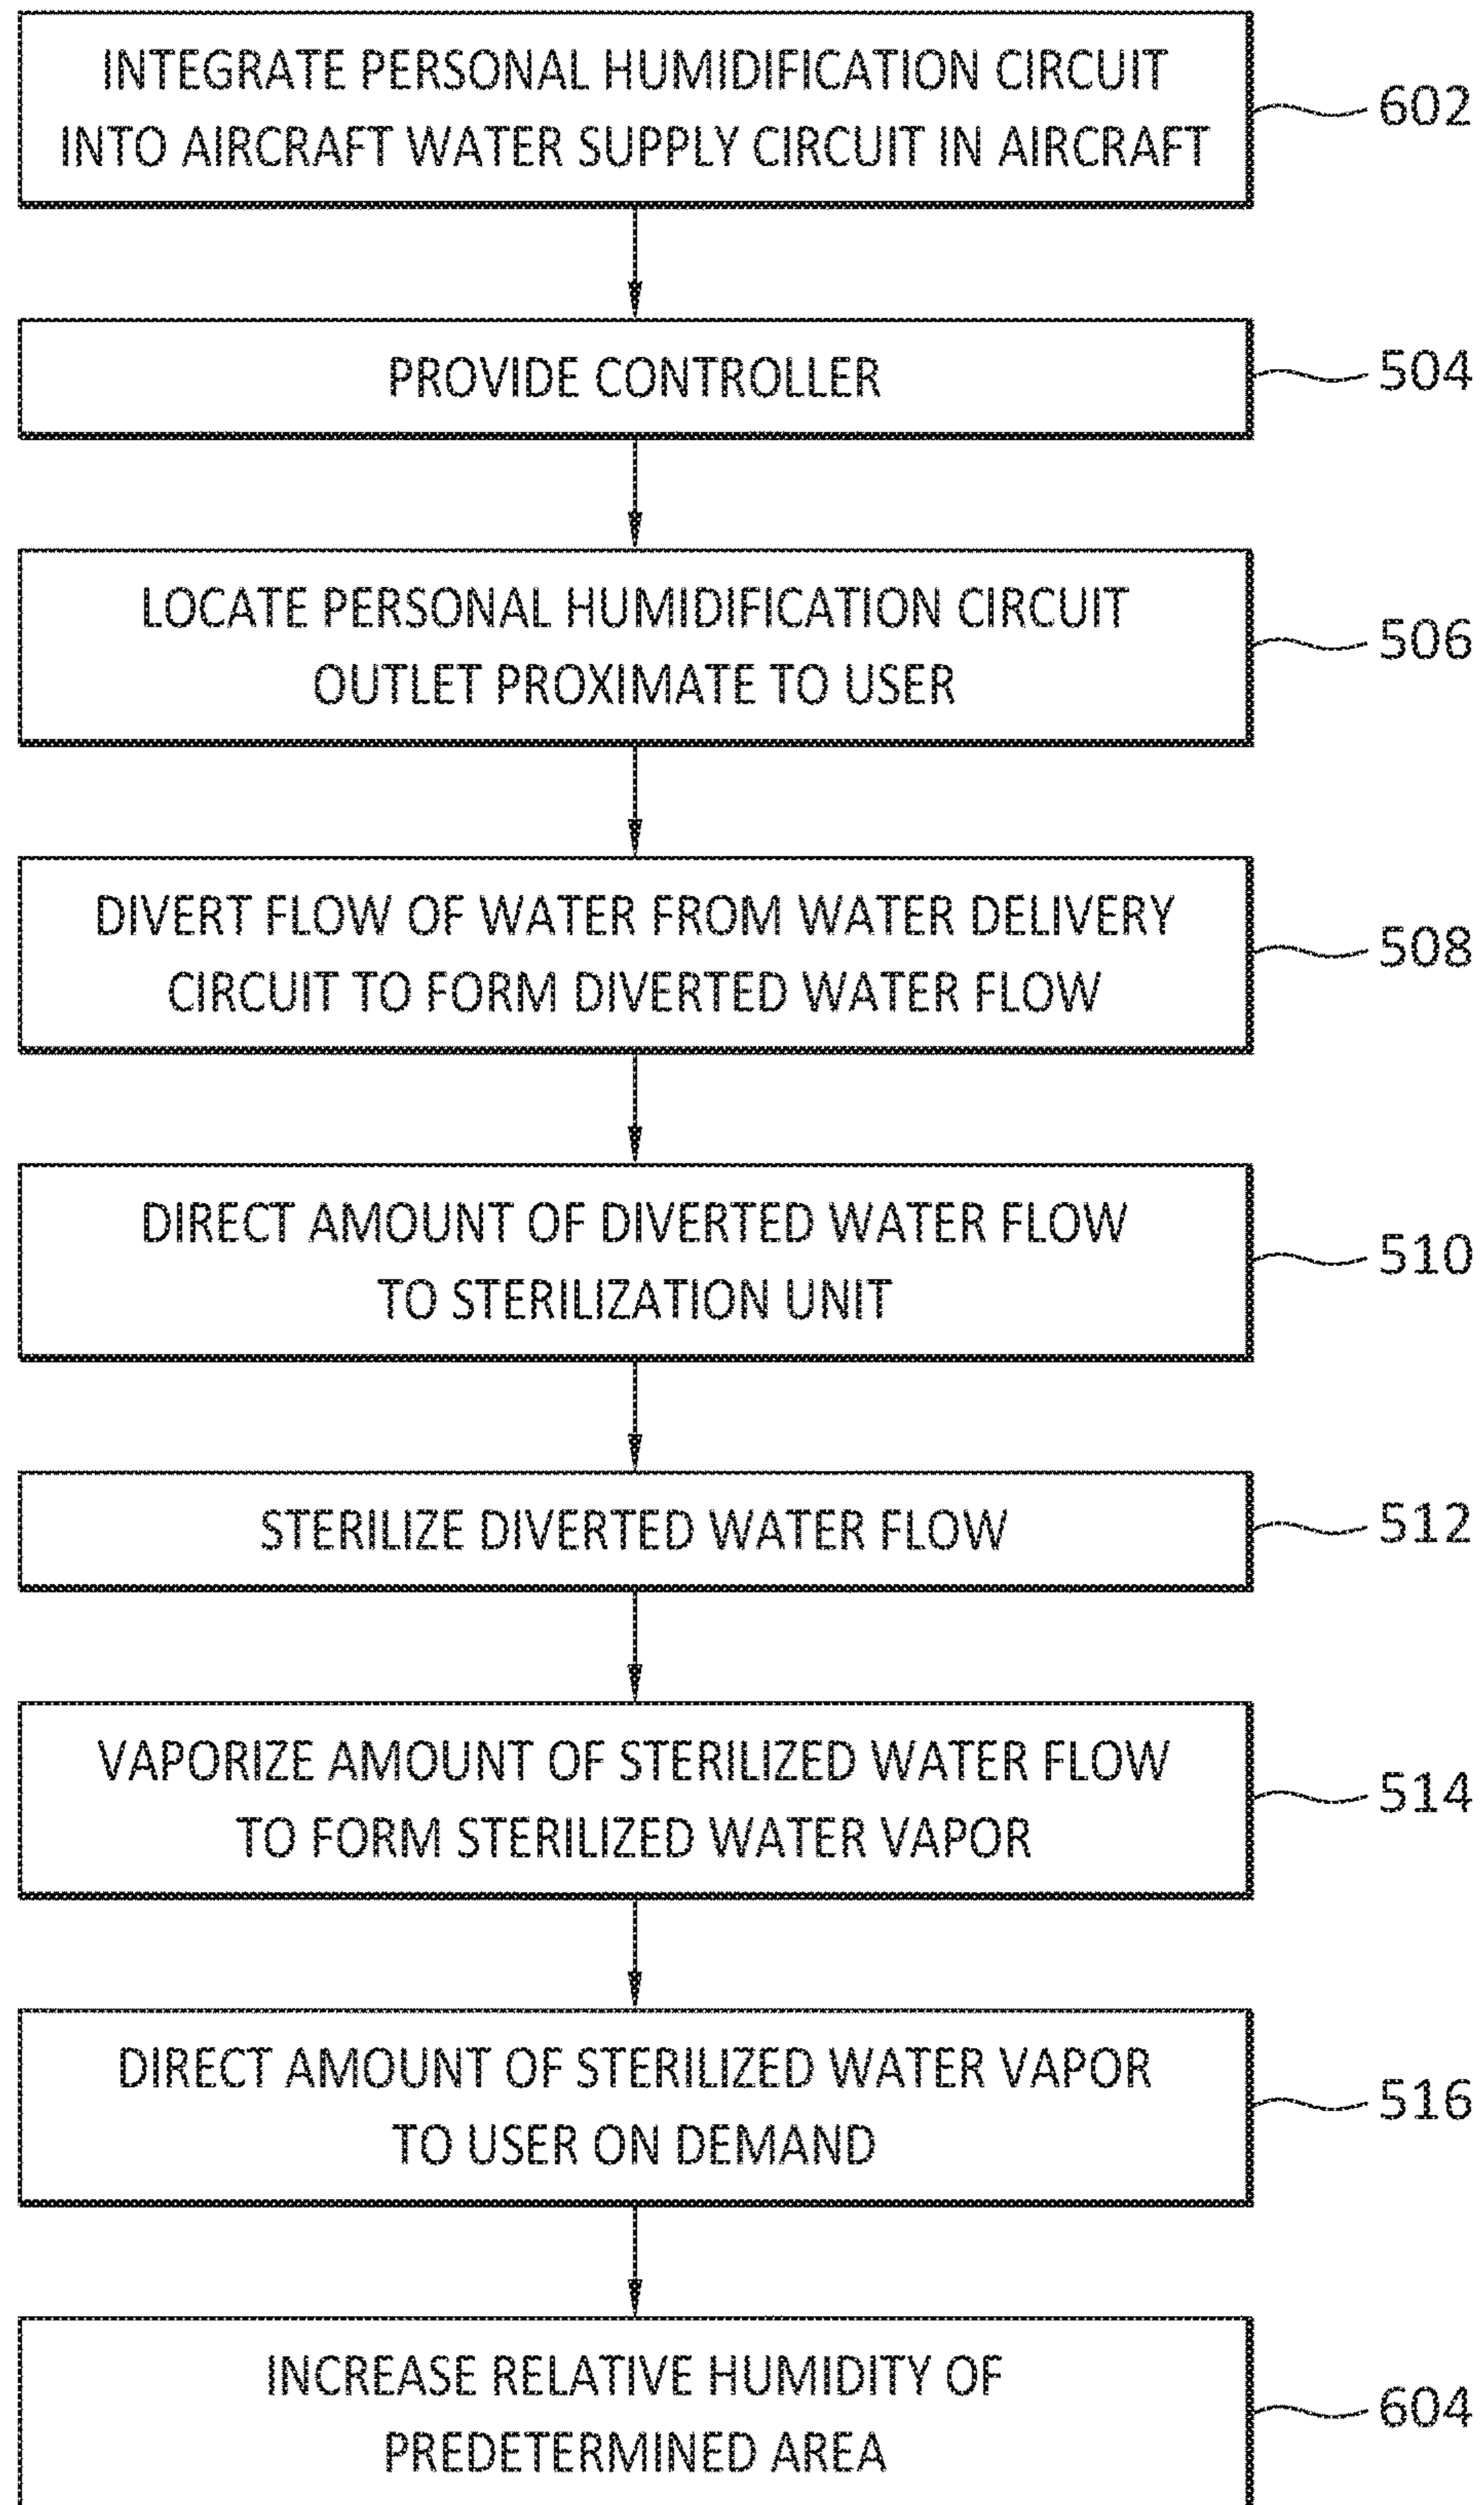 INTEGRATE PERSONAL HUMIDIFICATION CIRCUIT
INTO AIRCRAFT WATER SUPPLY CIRCUIT IN AIRCRAFT
602
PROVIDE CONTROLLER
504
LOCATE PERSONAL HUMIDIFICATION CIRCUIT
OUTLET PROXIMATE TO USER
506
DIVERT FLOW OF WATER FROM WATER DELIVERY
CIRCUIT TO FORM DIVERTED WATER FLOW
508
DIRECT AMOUNT OF DIVERTED WATER FLOW
TO STERILIZATION UNIT
510
STERILIZE DIVERTED WATER FLOW
512
VAPORIZE AMOUNT OF STERILIZED WATER FLOW
TO FORM STERILIZED WATER VAPOR
514
DIRECT AMOUNT OF STERILIZED WATER VAPOR
TO USER ON DEMAND
516
INCREASE RELATIVE HUMIDITY OF
PREDETERMINED AREA
604